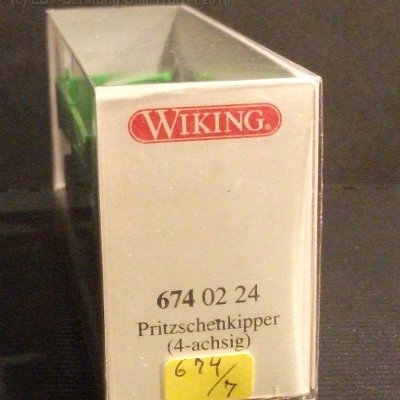 WIKING®
674 02 24
Pritzschenkipper
(4-achsig)
674/7